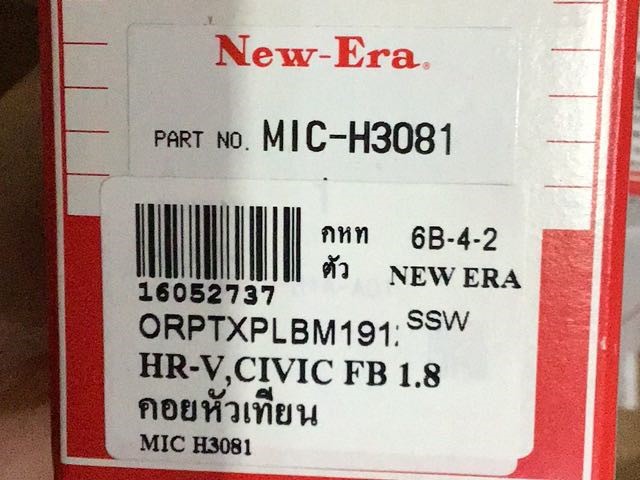 New-Era®
PART NO. MIC-H3081
กหท 6B-4-2
ตัว NEW ERA
16052737
ORPTXPLBM191: SSW
HR-V,CIVIC FB 1.8
คอยหัวเทียน
MIC H3081